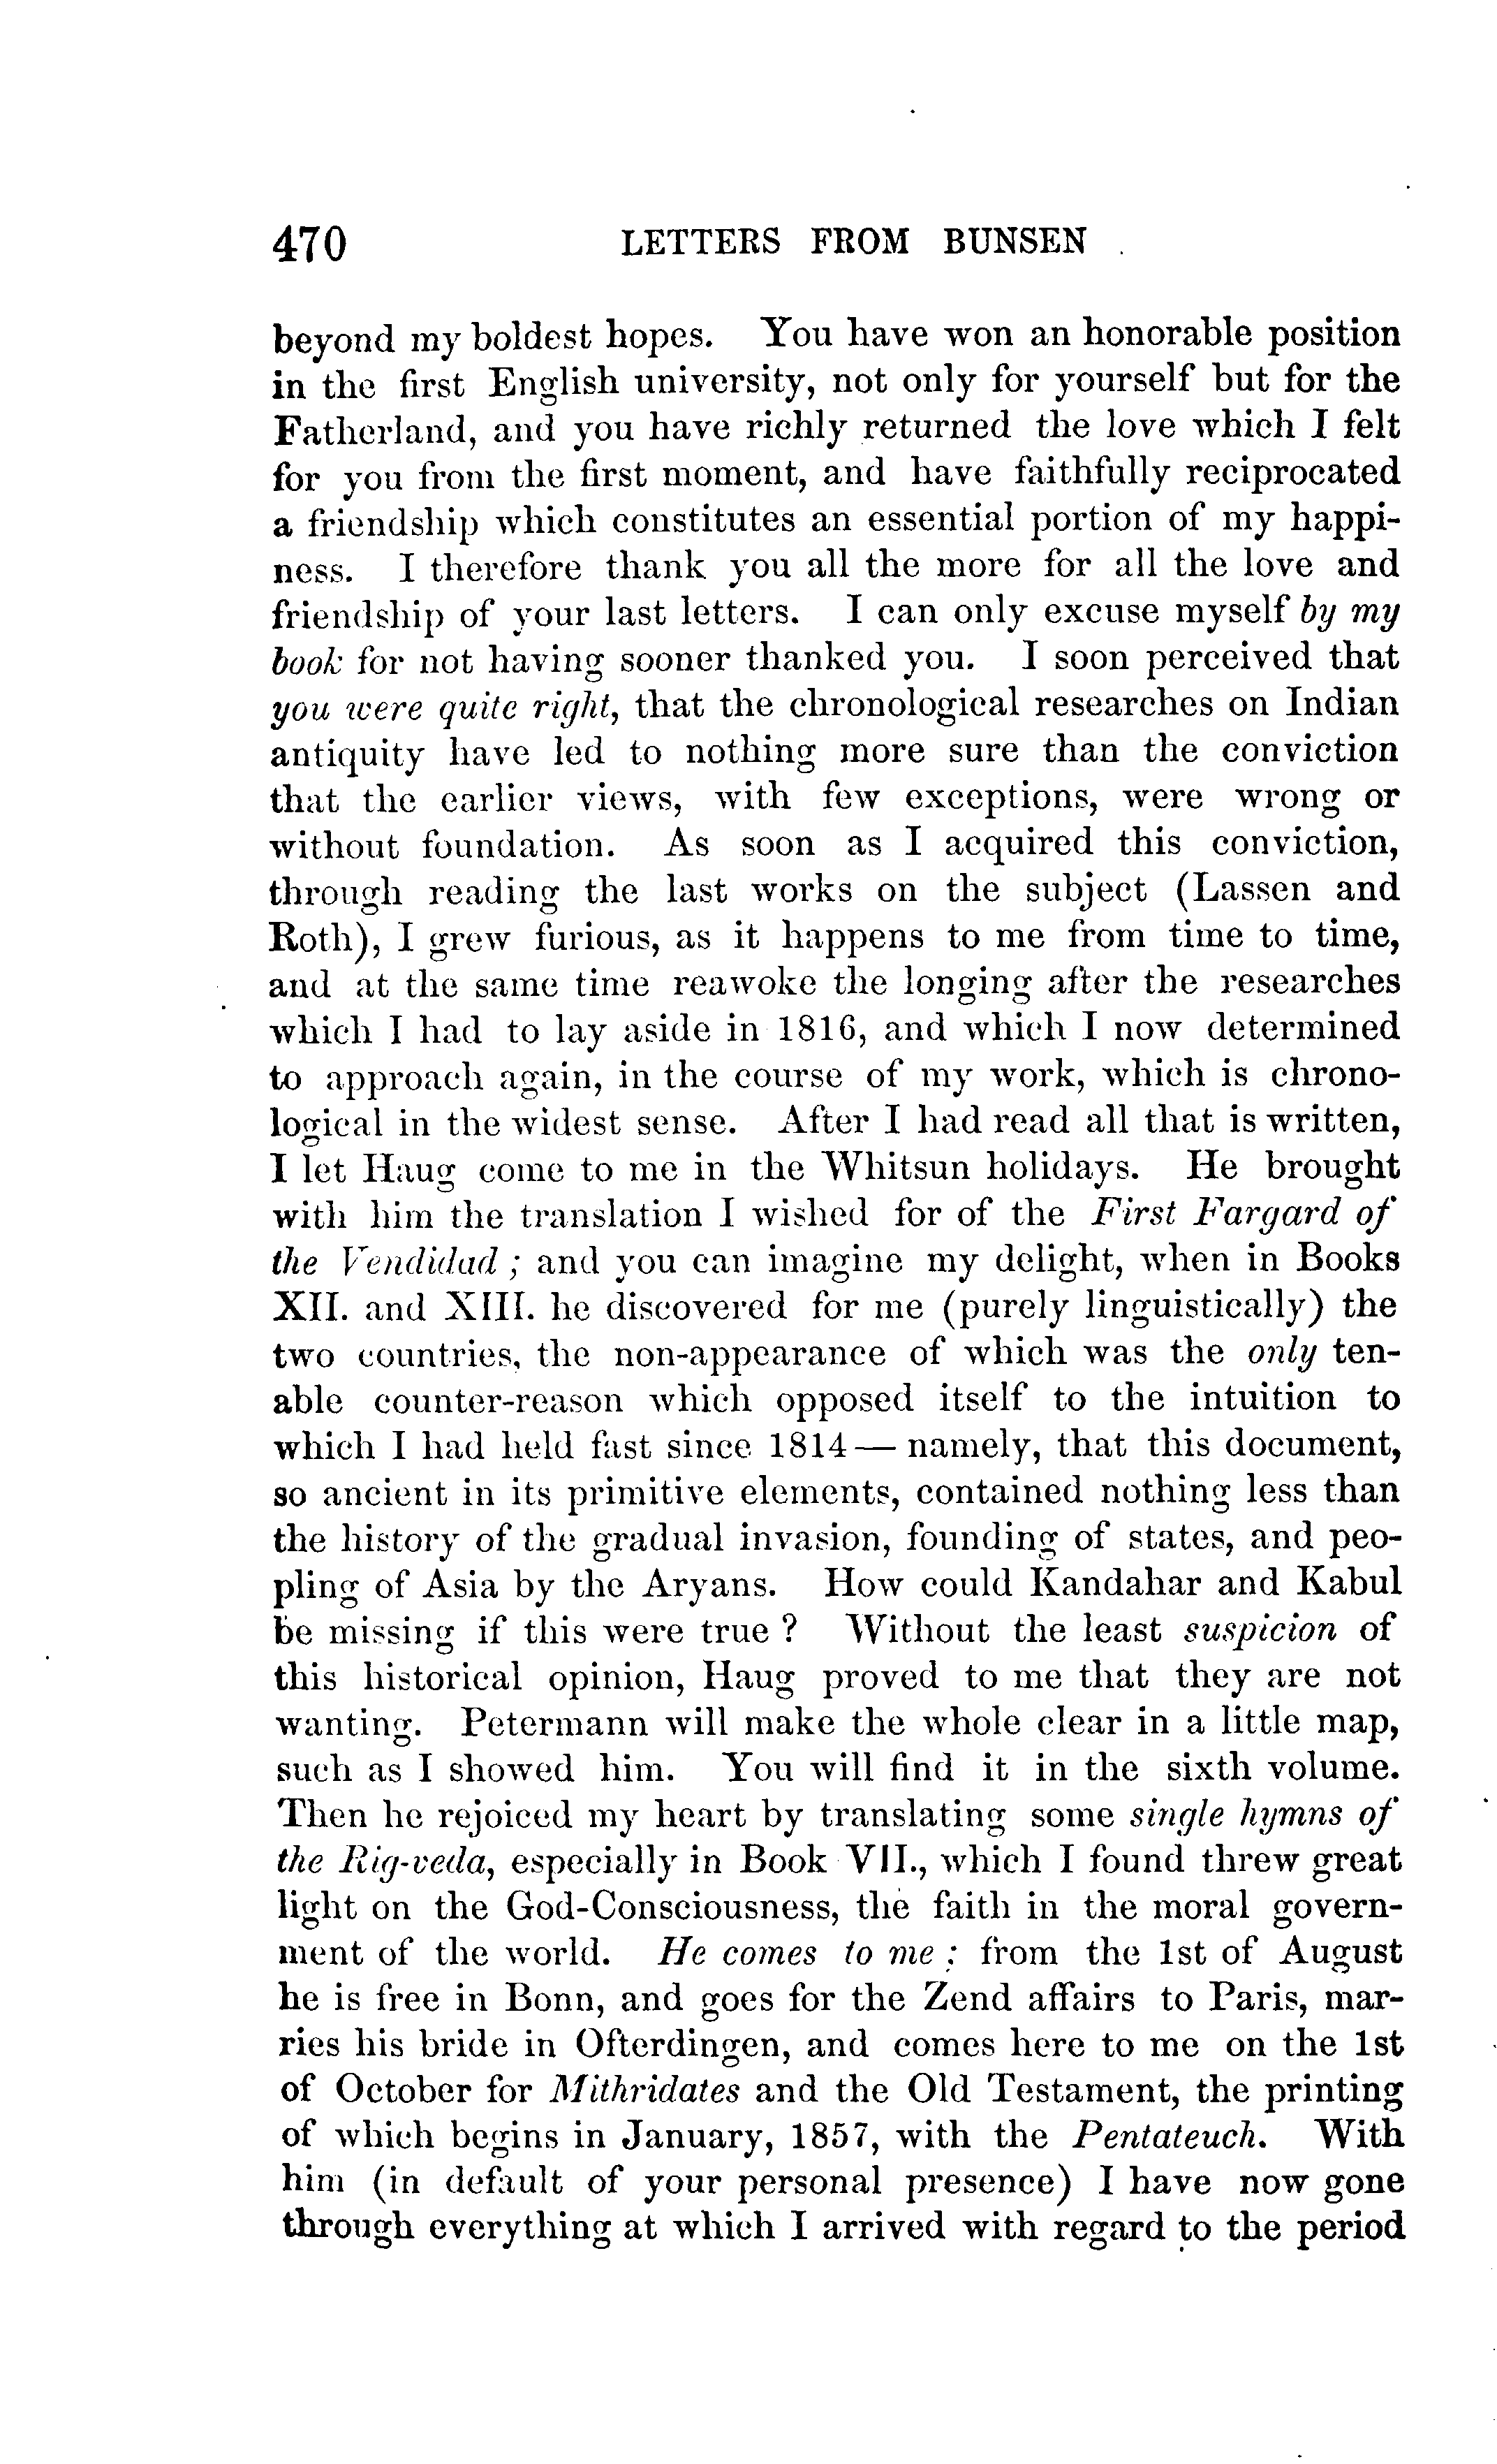 470 LETTERS FROM BUNSEN
beyond my boldest hopes. You have won an honorable position
in the first English university, not only for yourself but for the
Fatherland, and you have richly returned the love which I felt
for you from the first moment, and have faithfully reciprocated
a friendship which constitutes an essential portion of my happi-
ness. I therefore thank you all the more for all the love and
friendship of your last letters. I can only excuse myself by my
book for not having sooner thanked you. I soon perceived that
you were quite right, that the chronological researches on Indian
antiquity have led to nothing more sure than the conviction
that the earlier views, with few exceptions, were wrong or
without foundation. As soon as I acquired this conviction,
through reading the last works on the subject (Lassen and
Roth), I grew furious, as it happens to me from time to time,
and at the same time reawoke the longing after the researches
which I had to lay aside in 1816, and which I now determined
to approach again, in the course of my work, which is chrono-
logical in the widest sense. After I had read all that is written,
I let Haug come to me in the Whitsun holidays. He brought
with him the translation I wished for of the First Fargard of
the Vendidad ; and you can imagine my delight, when in Books
XII. and XIII. he discovered for me (purely linguistically) the
two countries, the non-appearance of which was the only ten-
able counter-reason which opposed itself to the intuition to
which I had held fast since 1814 — namely, that this document,
so ancient in its primitive elements, contained nothing less than
the history of the gradual invasion, founding of states, and peo-
pling of Asia by the Aryans. How could Kandahar and Kabul
be missing if this were true ? Without the least suspicion of
this historical opinion, Haug proved to me that they are not
wanting. Petermann will make the whole clear in a little map,
such as I showed him. You will find it in the sixth volume.
Then he rejoiced my heart by translating some single hymns of
the Rig-veda, especially in Book VII., which I found threw great
light on the God-Consciousness, the faith in the moral govern-
ment of the world. He comes to me ; from the 1st of August
he is free in Bonn, and goes for the Zend affairs to Paris, mar-
ries his bride in Ofterdingen, and comes here to me on the 1st
of October for Mithridates and the Old Testament, the printing
of which begins in January, 1857, with the Pentateuch. With
him (in default of your personal presence) I have now gone
through everything at which I arrived with regard to the period